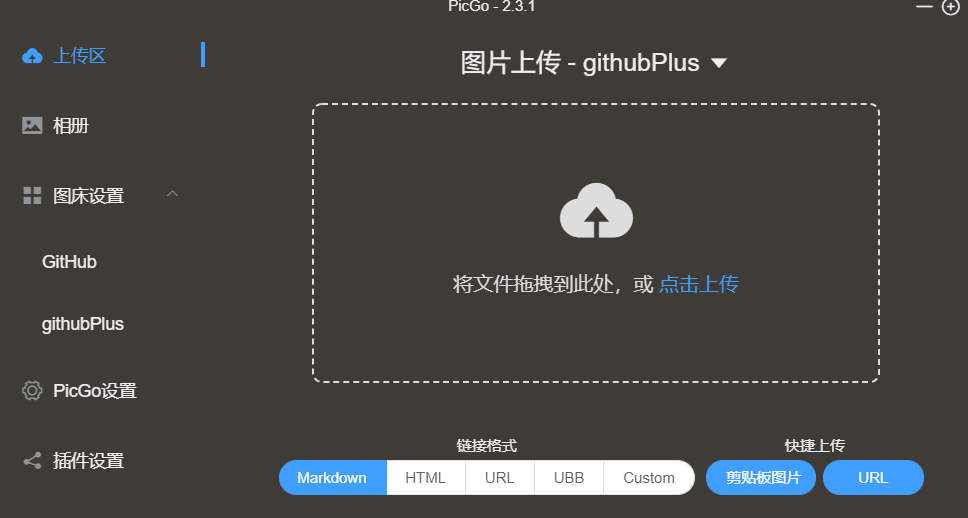 PicGo - 2.3.1
上传区
相册
图床设置
GitHub
githubPlus
PicGo设置
插件设置
图片上传 - githubPlus
将文件拖拽到此处，或 点击上传
链接格式
Markdown HTML URL UBB Custom
快捷上传
剪贴板图片 URL